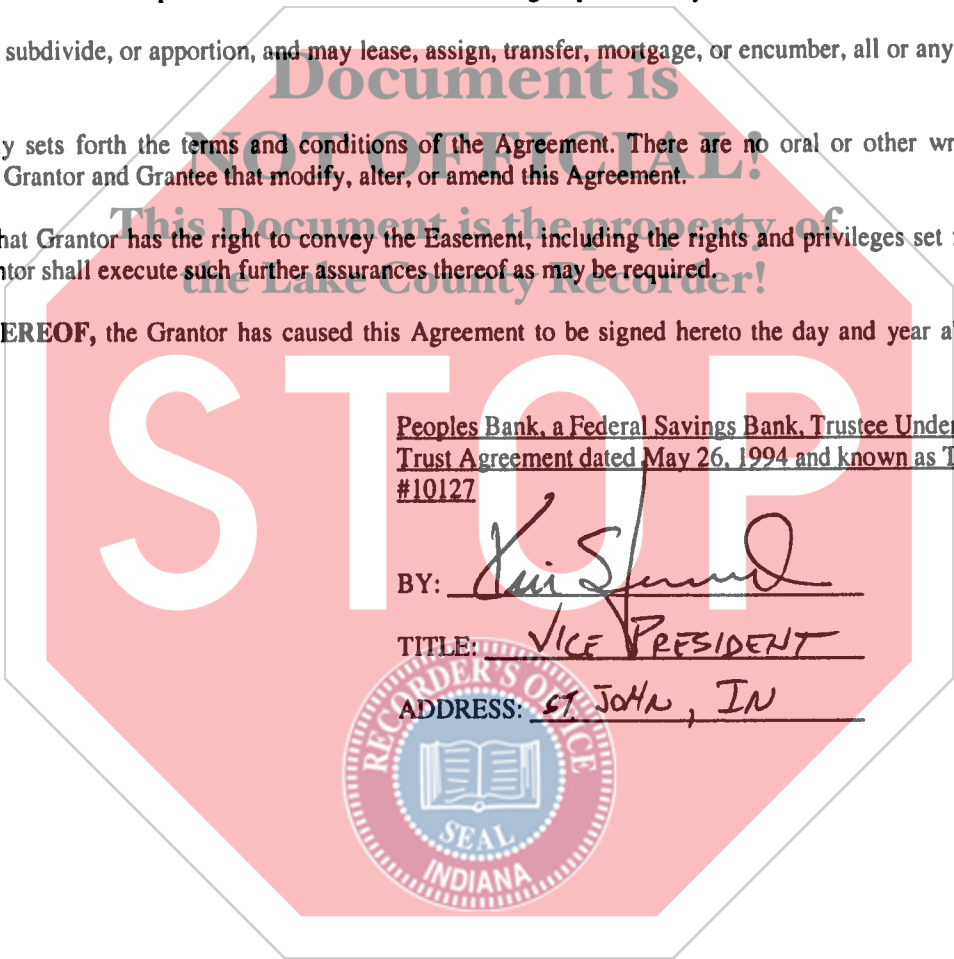 subdivide, or apportion, and may lease, assign, transfer, mortgage, or encumber, all or any
Document is
y sets forth the terms and conditions of the Agreement. There are no oral or other wr
NOT OFFICIAL!
Grantor and Grantee that modify, alter, or amend this Agreement.
This Document is the property of
hat Grantor has the right to convey the Easement, including the rights and privileges set
ntor shall execute such further assurances thereof as may be required.
the Lake County Recorder!
EREOF, the Grantor has caused this Agreement to be signed hereto the day and year a
STOP
Peoples Bank, a Federal Savings Bank, Trustee Under
Trust Agreement dated May 26, 1994 and known as T
#10127
BY:
TITLE: VICE PRESIDENT
ADDRESS: ST. JOHN, IN
RECORDER'S OFFICE
SEAL
INDIANA